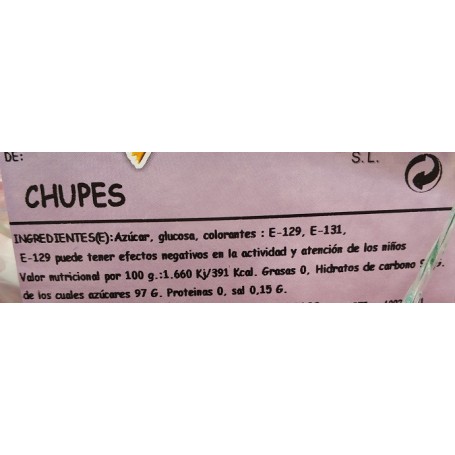 DE:
S.L.
CHUPES
INGREDIENTES(E):Azúcar, glucosa, colorantes : E-129, E-131,
E-129 puede tener efectos negativos en la actividad y atención de los niños
Valor nutricional por 100 g.:1.660 Kj/391 Kcal. Grasas 0, Hidratos de carbono G.
de los cuales azúcares 97 G. Proteinas 0, sal 0,15 G.